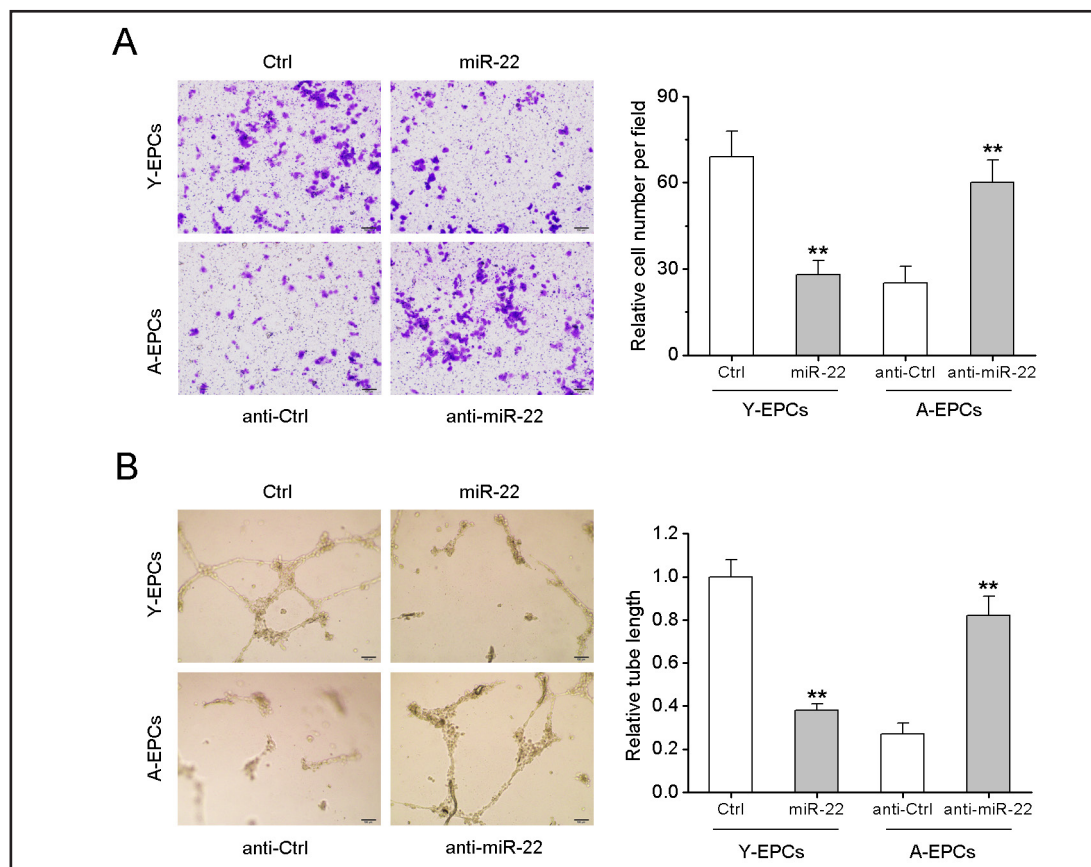 A
Ctrl
miR-22
Y-EPCs
A-EPCs
anti-Ctrl
anti-miR-22
Relative cell number per field
90
60
30
0
**
**
Ctrl
miR-22
anti-Ctrl
anti-miR-22
Y-EPCs
A-EPCs
B
Ctrl
miR-22
Y-EPCs
A-EPCs
anti-Ctrl
anti-miR-22
Relative tube length
1.2
1.0
0.8
0.6
0.4
0.2
0.0
**
**
Ctrl
miR-22
anti-Ctrl
anti-miR-22
Y-EPCs
A-EPCs